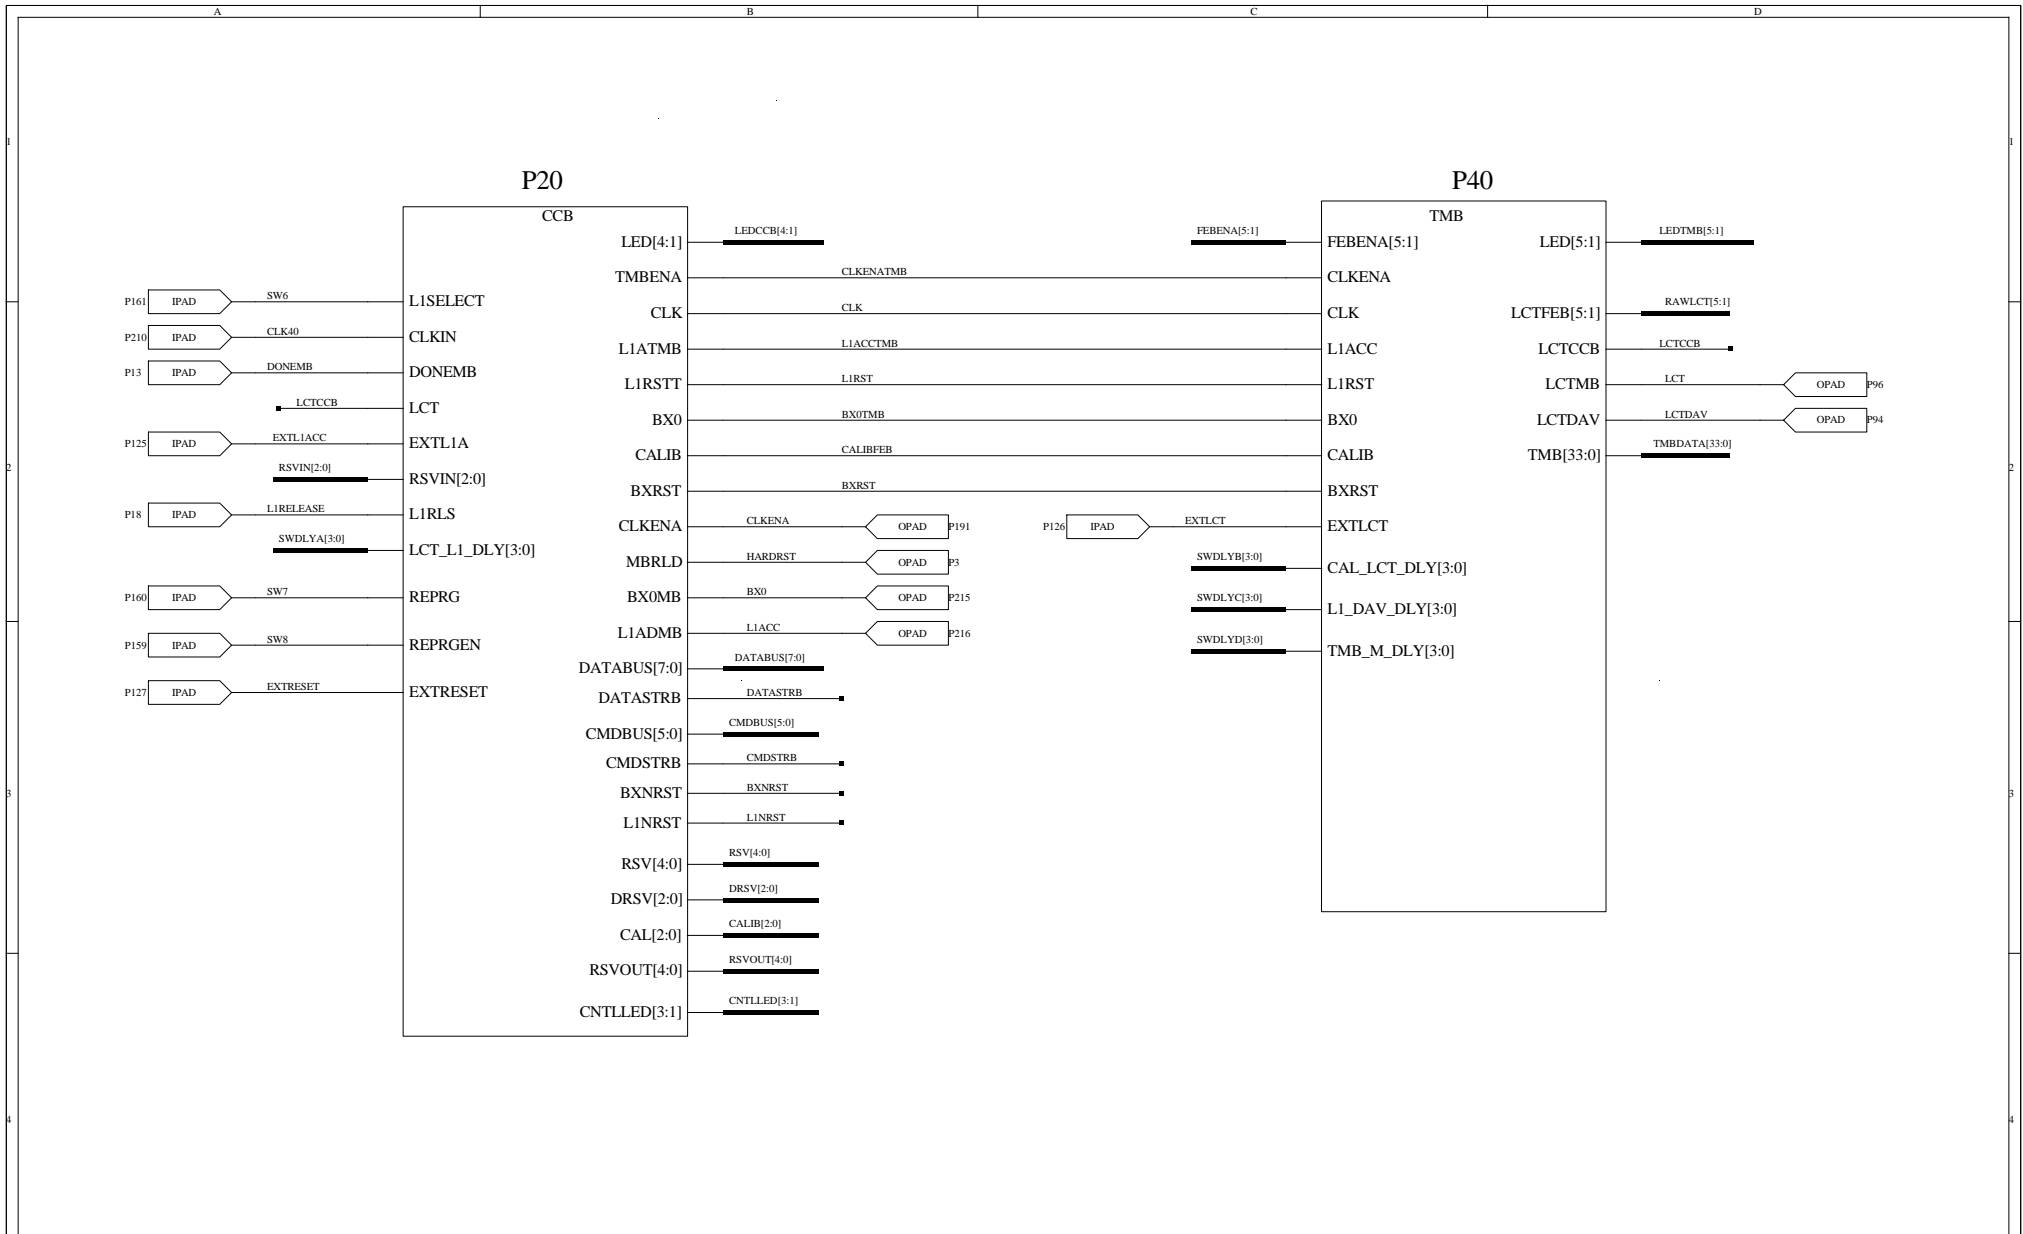 A B C D
1 1
P20 P40
CCB TMB
LED[4:1] LEDCCB[4:1] FEBENA[5:1] FEBENA[5:1] LED[5:1] LEDTMB[5:1]
TMBENA CLKENATMB CLKENA
P161 IPAD SW6 L1SELECT
CLK CLK CLK LCTFEB[5:1] RAWLCT[5:1]
P210 IPAD CLK40 CLKIN
L1ATMB L1ACCTMB L1ACC LCTCCB LCTCCB
P13 IPAD DONEMB DONEMB
L1RSTT L1RST L1RST LCTMB LCT OPAD P96
LCTCCB LCT
BX0 BX0TMB BX0 LCTDAV LCTDAV OPAD P94
P125 IPAD EXTL1ACC EXTL1A
CALIB CALIBFEB CALIB TMB[33:0] TMBDATA[33:0]
2 2
RSVIN[2:0] RSVIN[2:0]
BXRST BXRST BXRST
P18 IPAD L1RELEASE L1RLS
CLKENA CLKENA OPAD P191 P126 IPAD EXTLCT EXTLCT
SWDLYA[3:0] LCT_L1_DLY[3:0]
MBRLD HARDRST OPAD P3 SWDLYB[3:0] CAL_LCT_DLY[3:0]
P160 IPAD SW7 REPRG
BX0MB BX0 OPAD P215 SWDLYC[3:0] L1_DAV_DLY[3:0]
P159 IPAD SW8 REPRGEN
L1ADMB L1ACC OPAD P216 SWDLYD[3:0] TMB_M_DLY[3:0]
DATABUS[7:0] DATABUS[7:0]
P127 IPAD EXTRESET EXTRESET
DATASTRB DATASTRB
CMDBUS[5:0] CMDBUS[5:0]
CMDSTRB CMDSTRB
3 3
BXNRST BXNRST
L1NRST L1NRST
RSV[4:0] RSV[4:0]
DRSV[2:0] DRSV[2:0]
CAL[2:0] CALIB[2:0]
RSVOUT[4:0] RSVOUT[4:0]
CNTLLED[3:1] CNTLLED[3:1]
4 4